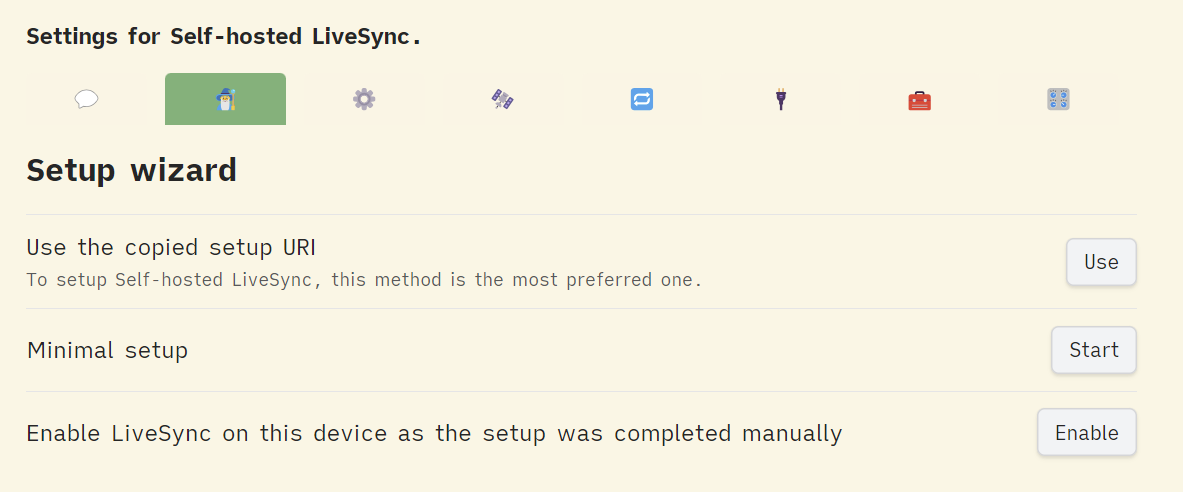 Settings for Self-hosted LiveSync.
Setup wizard
Use the copied setup URI
To setup Self-hosted LiveSync, this method is the most preferred one.
Use
Minimal setup
Start
Enable LiveSync on this device as the setup was completed manually
Enable